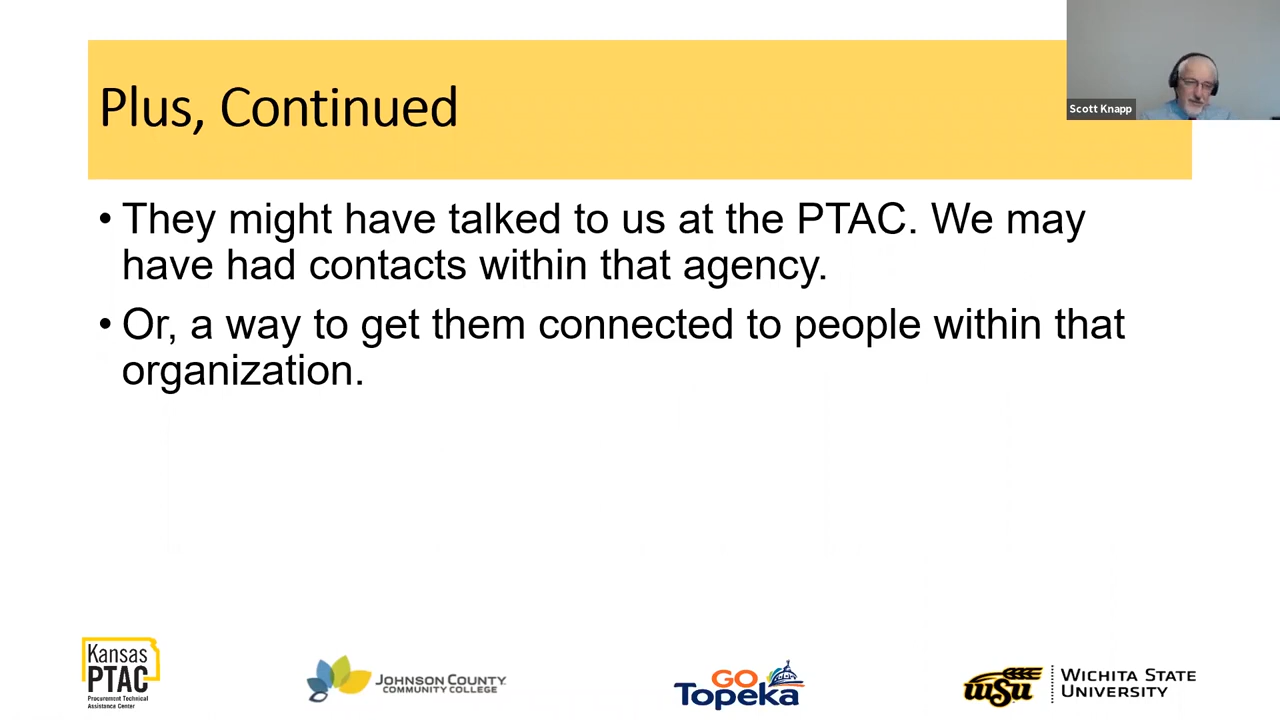 Plus, Continued
Scott Knapp
• They might have talked to us at the PTAC. We may
have had contacts within that agency.
• Or, a way to get them connected to people within that
organization.
Kansas
PTAC
Procurement Technical
Assistance Center
JOHNSON COUNTY
COMMUNITY COLLEGE
GO
Topeka
WSU
WICHITA STATE
UNIVERSITY